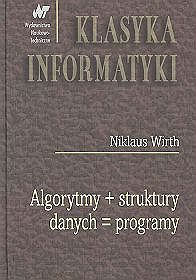 Wydawnictwa
Naukowo-
Techniczne
KLASYKA
INFORMATYKI
Niklaus Wirth
Algorytmy + struktury
danych = programy